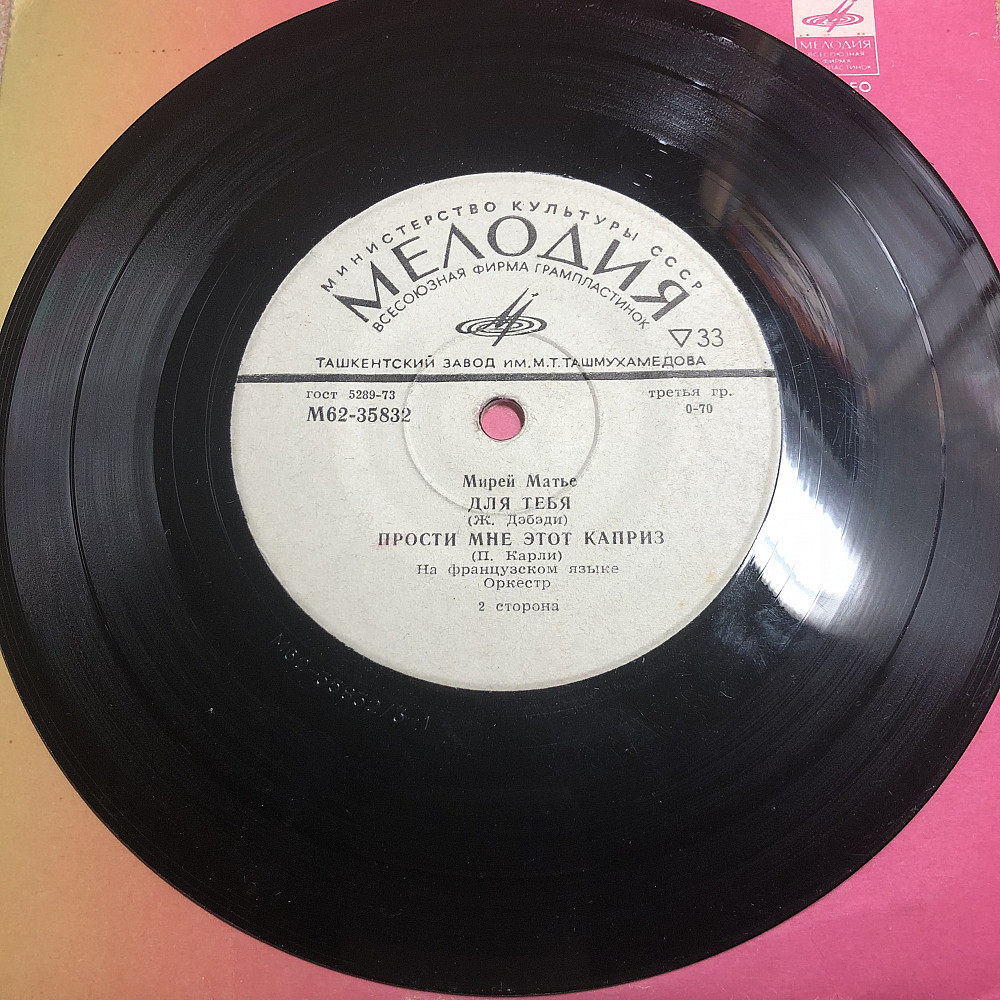 МЕЛОДИЯ
ВСЕСОЮЗНАЯ
ФИРМА
МИНИСТЕРСТВО КУЛЬТУРЫ СССР
МЕЛОДИЯ
ВСЕСОЮЗНАЯ ФИРМА ГРАМПЛАСТИНОК
▽33
ТАШКЕНТСКИЙ ЗАВОД ИМ. М.Т. ТАШМУХАМЕДОВА
гост 5289-73
третья гр.
М62-35832
0-70
Мирей Матье
ДЛЯ ТЕБЯ
(Ж. Дэбэди)
ПРОСТИ МНЕ ЭТОТ КАПРИЗ
(П. Карли)
На французском языке
Оркестр
2 сторона